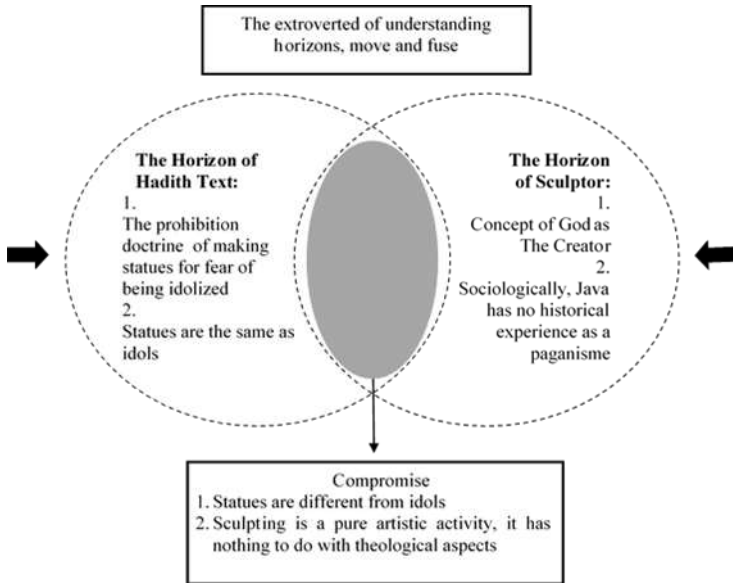 The extroverted of understanding
horizons, move and fuse
The Horizon of
Hadith Text:
1.
The prohibition
doctrine of making
statues for fear of
being idolized
2.
Statues are the same as
idols
The Horizon
of Sculptor:
1.
Concept of God as
The Creator
2.
Sociologically, Java
has no historical
experience as a
paganisme
Compromise
1. Statues are different from idols
2. Sculpting is a pure artistic activity, it has
nothing to do with theological aspects